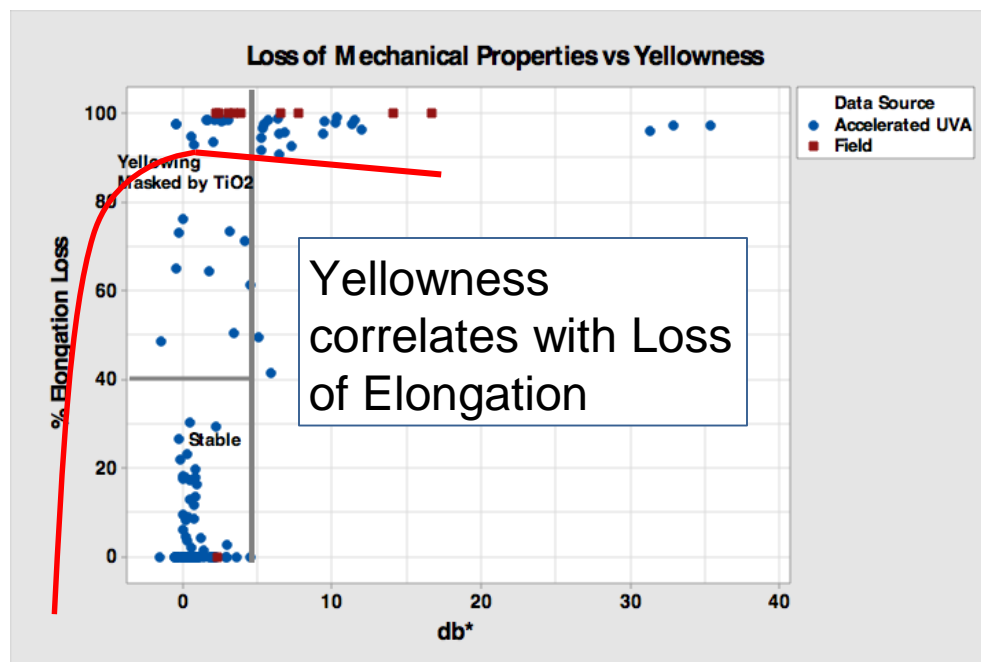 Loss of Mechanical Properties vs Yellowness
Data Source
Accelerated UVA
Field
100
80
60
40
20
0
Yellowing
Masked by TiO2
Stable
Yellowness
correlates with Loss
of Elongation
% Elongation Loss
0 10 20 30 40
db*